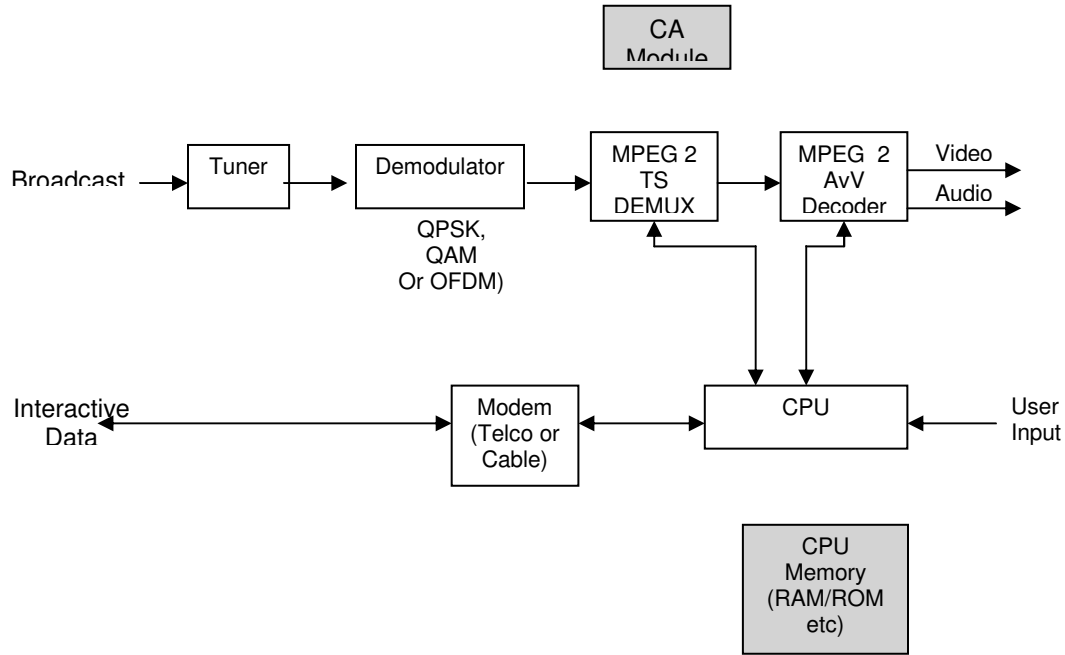 CA
Module
Broadcast
Tuner
Demodulator
QPSK,
QAM
Or OFDM)
MPEG 2
TS
DEMUX
MPEG 2
AvV
Decoder
Video
Audio
Interactive
Data
Modem
(Telco or
Cable)
CPU
User
Input
CPU
Memory
(RAM/ROM
etc)